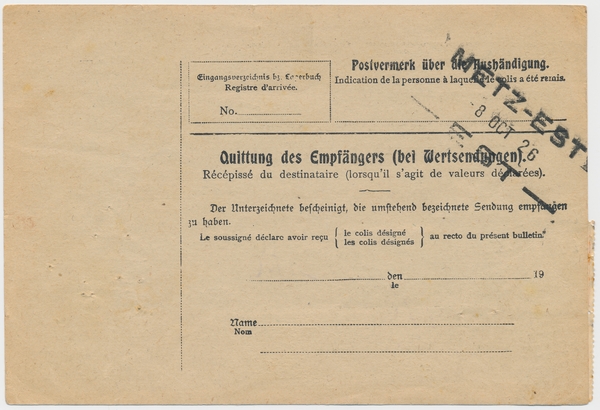 Eingangsverzeichnis bz. Lagerbuch
Registre d'arrivée.
No.
Postvermerk über die Aushändigung.
Indication de la personne à laquelle le colis a été remis.
METZ-EST
-8 OCT 26
— EST —
Quittung des Empfängers (bei Wertsendungen).
Récépissé du destinataire (lorsqu'il s'agit de valeurs déclarées).
Der Unterzeichnete bescheinigt, die umstehend bezeichnete Sendung empfangen
zu haben.
Le soussigné déclare avoir reçu { le colis désigné } au recto du présent bulletin.
les colis désignés
den 19
le
Name
Nom